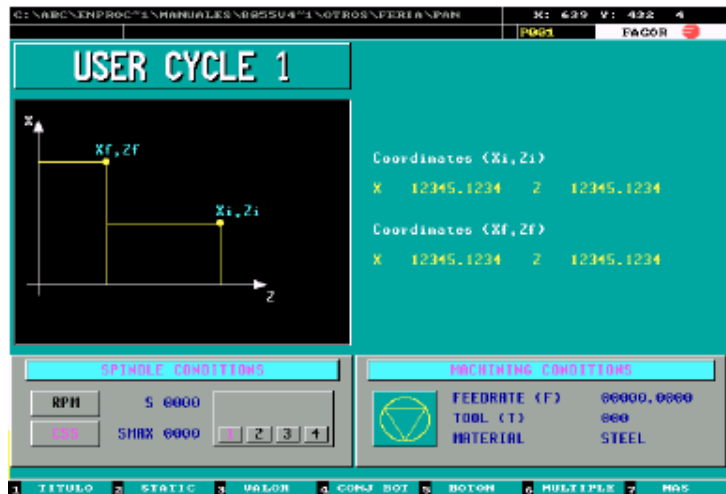 C:\ABC\ENPROC~1\MANUALES\8055V4~1\OTROS\FERIA\PAN X: 639 Y: 432 4
P001 FAGOR
USER CYCLE 1
X
Xf,Zf
Xi,Zi
Z
Coordinates (Xi,Zi)
X 12345.1234 Z 12345.1234
Coordinates (Xf,Zf)
X 12345.1234 Z 12345.1234
SPINDLE CONDITIONS
RPM S 0000
CSS SMAX 0000 1 2 3 4
MACHINING CONDITIONS
FEEDRATE (F) 00000.0000
TOOL (T) 000
MATERIAL STEEL
1 TITULO 2 STATIC 3 VALOR 4 CONJ BOT 5 BOTON 6 MULTIPLE 7 MAS